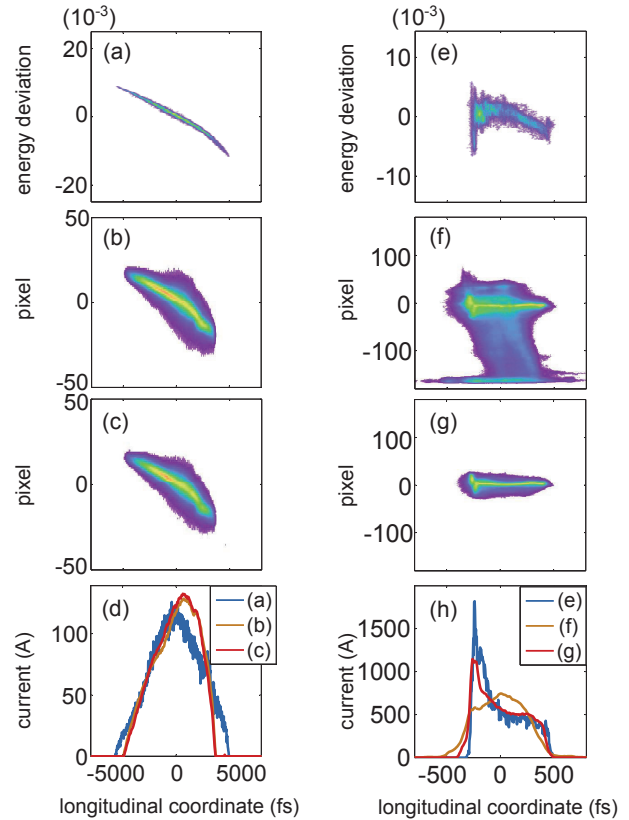 (10⁻³)
(a)
20
0
-20
energy deviation
(b)
50
0
-50
pixel
(c)
50
0
-50
pixel
(d)
(a)
(b)
(c)
100
50
0
current (A)
-5000 0 5000
longitudinal coordinate (fs)
(10⁻³)
(e)
10
0
-10
energy deviation
(f)
100
0
-100
pixel
(g)
100
0
-100
pixel
(h)
(e)
(f)
(g)
1500
1000
500
0
current (A)
-500 0 500
longitudinal coordinate (fs)